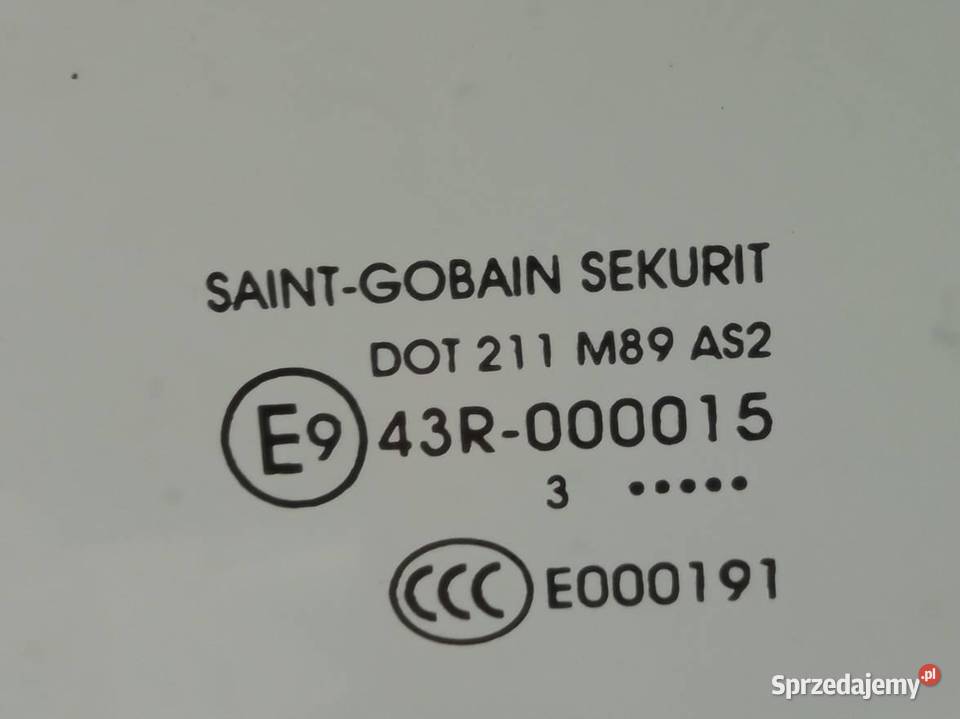 SAINT-GOBAIN SEKURIT
DOT 211 M89 AS2
E9 43R-000015
3 •••••
CCC E000191
Sprzedajemy.pl